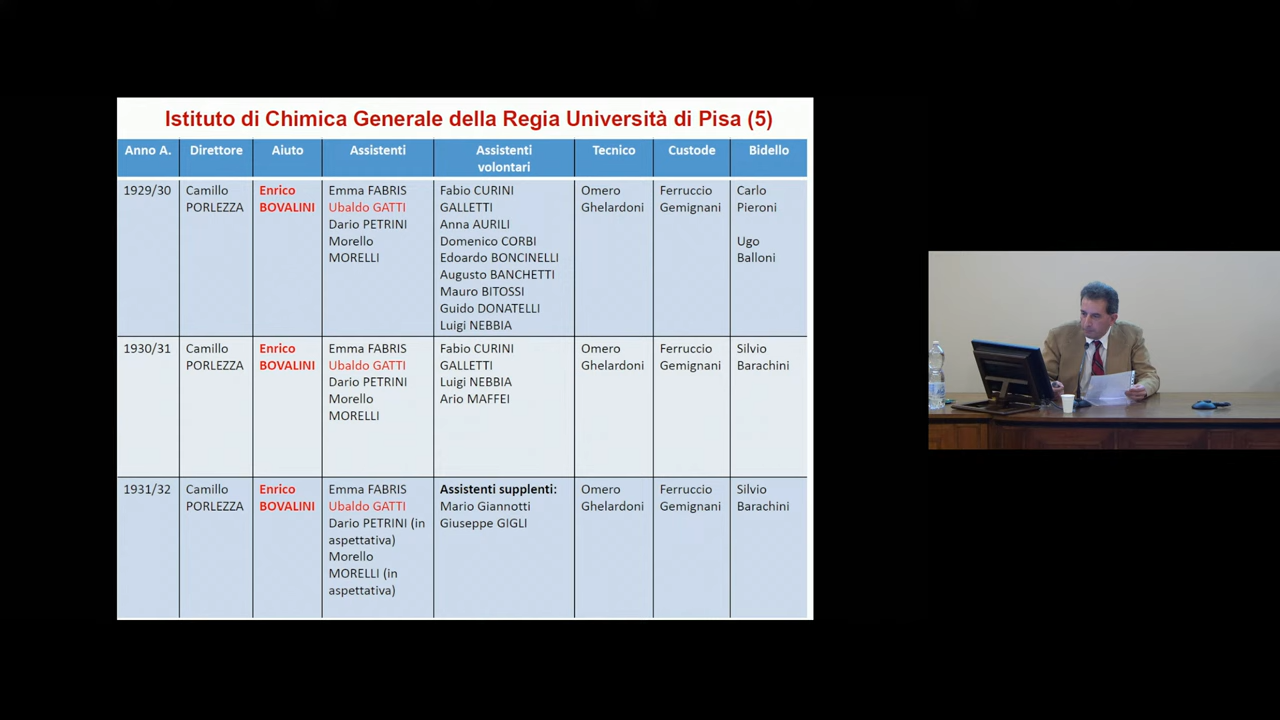 Istituto di Chimica Generale della Regia Università di Pisa (5)
Anno A.
Direttore
Aiuto
Assistenti
Assistenti
volontari
Tecnico
Custode
Bidello
1929/30
Camillo
PORLEZZA
Enrico
BOVALINI
Emma FABRIS
Ubaldo GATTI
Dario PETRINI
Morello
MORELLI
Fabio CURINI
GALLETTI
Anna AURILI
Domenico CORBI
Edoardo BONCINELLI
Augusto BANCHETTI
Mauro BITOSSI
Guido DONATELLI
Luigi NEBBIA
Omero
Ghelardoni
Ferruccio
Gemignani
Carlo
Pieroni
Ugo
Balloni
1930/31
Camillo
PORLEZZA
Enrico
BOVALINI
Emma FABRIS
Ubaldo GATTI
Dario PETRINI
Morello
MORELLI
Fabio CURINI
GALLETTI
Luigi NEBBIA
Ario MAFFEI
Omero
Ghelardoni
Ferruccio
Gemignani
Silvio
Barachini
1931/32
Camillo
PORLEZZA
Enrico
BOVALINI
Emma FABRIS
Ubaldo GATTI
Dario PETRINI (in
aspettativa)
Morello
MORELLI (in
aspettativa)
Assistenti supplenti:
Mario Giannotti
Giuseppe GIGLI
Omero
Ghelardoni
Ferruccio
Gemignani
Silvio
Barachini